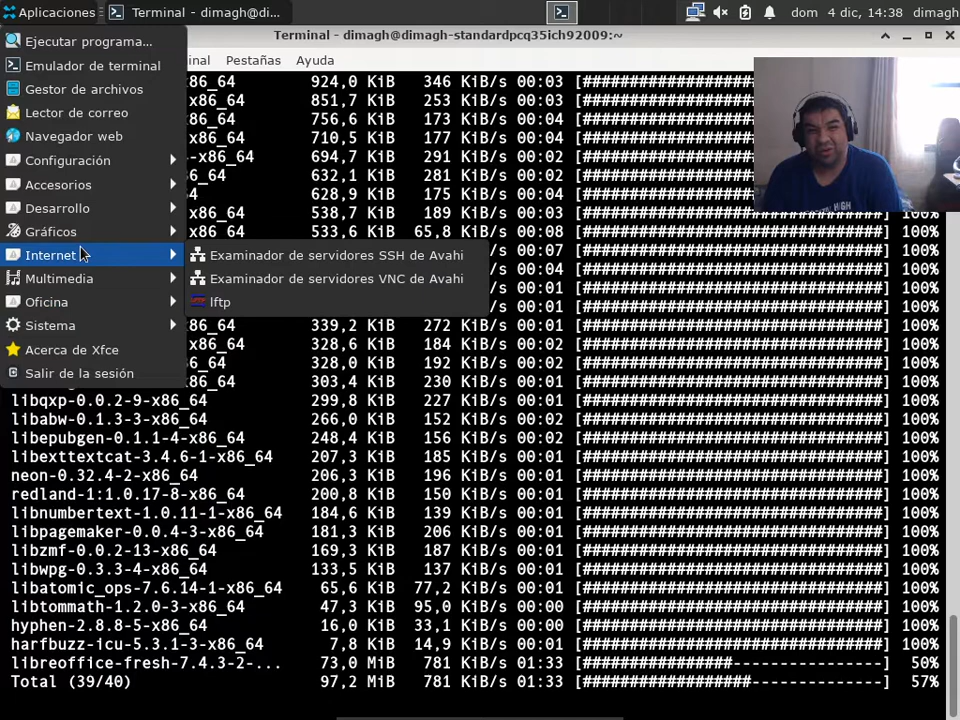 Aplicaciones
Terminal - dimagh@di...
dom 4 dic, 14:38
dimagh
Terminal - dimagh@dimagh-standardpcq35ich92009:~
Ejecutar programa...
Emulador de terminal
Gestor de archivos
Lector de correo
Navegador web
Configuración
Accesorios
Desarrollo
Gráficos
Internet
Multimedia
Oficina
Sistema
Acerca de Xfce
Salir de la sesión
Examinador de servidores SSH de Avahi
Examinador de servidores VNC de Avahi
lftp
inal Pestañas Ayuda
86_64 924,0 KiB 346 KiB/s 00:03 [##################
x86_64 851,7 KiB 253 KiB/s 00:03 [##################
86_64 756,6 KiB 173 KiB/s 00:04 [##################
86_64 710,5 KiB 177 KiB/s 00:04 [##################
-x86_64 694,7 KiB 291 KiB/s 00:02 [##################
632,1 KiB 281 KiB/s 00:02 [##################
86_64 628,9 KiB 175 KiB/s 00:04 [##################
x86_64 538,7 KiB 189 KiB/s 00:03 [##################
x86_64 533,6 KiB 65,8 KiB/s 00:08 [################################] 100%
KiB/s 00:07 [################################] 100%
KiB/s 00:04 [################################] 100%
KiB/s 00:02 [################################] 100%
86_64 339,2 KiB 272 KiB/s 00:01 [################################] 100%
86_64 328,6 KiB 184 KiB/s 00:02 [################################] 100%
86_64 328,0 KiB 192 KiB/s 00:02 [################################] 100%
303,4 KiB 230 KiB/s 00:01 [################################] 100%
libqxp-0.0.2-9-x86_64 299,8 KiB 227 KiB/s 00:01 [################################] 100%
libabw-0.1.3-3-x86_64 266,0 KiB 152 KiB/s 00:02 [################################] 100%
libepubgen-0.1.1-4-x86_64 248,4 KiB 156 KiB/s 00:02 [################################] 100%
libexttextcat-3.4.6-1-x86_64 207,3 KiB 185 KiB/s 00:01 [################################] 100%
neon-0.32.4-2-x86_64 206,3 KiB 196 KiB/s 00:01 [################################] 100%
redland-1:1.0.17-8-x86_64 200,8 KiB 150 KiB/s 00:01 [################################] 100%
libnumbertext-1.0.11-1-x86_64 184,6 KiB 139 KiB/s 00:01 [################################] 100%
libpagemaker-0.0.4-3-x86_64 181,3 KiB 206 KiB/s 00:01 [################################] 100%
libzmf-0.0.2-13-x86_64 169,3 KiB 187 KiB/s 00:01 [################################] 100%
libwpg-0.3.3-4-x86_64 133,5 KiB 137 KiB/s 00:01 [################################] 100%
libatomic_ops-7.6.14-1-x86_64 65,6 KiB 77,2 KiB/s 00:01 [################################] 100%
libtommath-1.2.0-3-x86_64 47,3 KiB 95,0 KiB/s 00:00 [################################] 100%
hyphen-2.8.8-5-x86_64 16,0 KiB 33,1 KiB/s 00:00 [################################] 100%
harfbuzz-icu-5.3.1-3-x86_64 7,8 KiB 14,9 KiB/s 00:01 [################################] 100%
libreoffice-fresh-7.4.3-2-... 73,0 MiB 781 KiB/s 01:33 [################----------------] 50%
Total (39/40) 97,2 MiB 781 KiB/s 01:33 [##################--------------] 57%